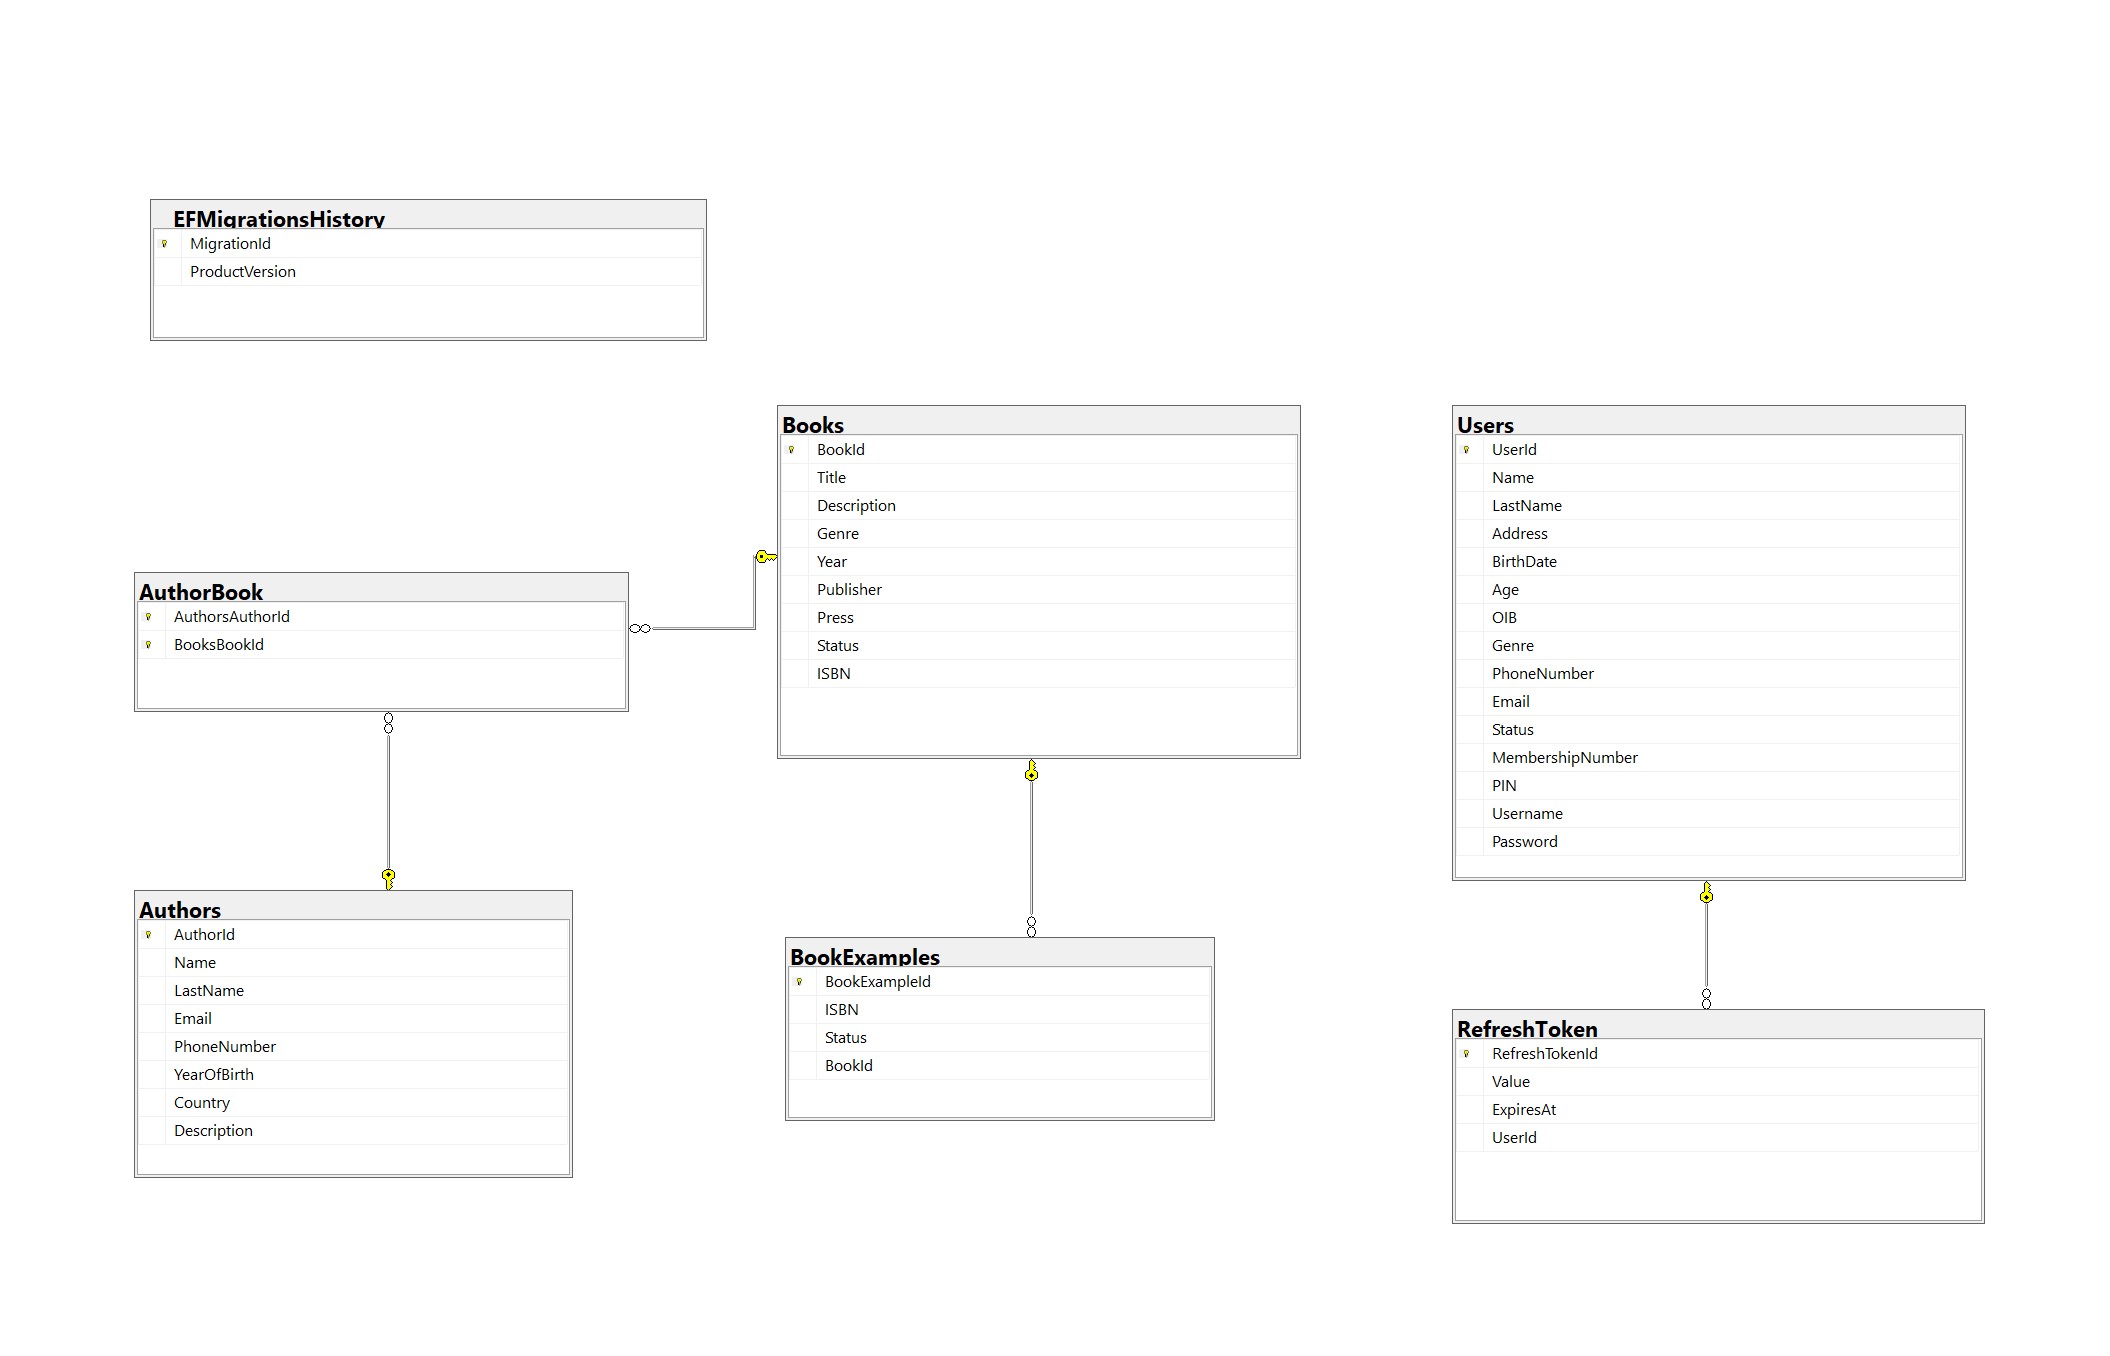 EFMigrationsHistory
MigrationId
ProductVersion
Books
BookId
Title
Description
Genre
Year
Publisher
Press
Status
ISBN
Users
UserId
Name
LastName
Address
BirthDate
Age
OIB
Genre
PhoneNumber
Email
Status
MembershipNumber
PIN
Username
Password
AuthorBook
AuthorsAuthorId
BooksBookId
Authors
AuthorId
Name
LastName
Email
PhoneNumber
YearOfBirth
Country
Description
BookExamples
BookExampleId
ISBN
Status
BookId
RefreshToken
RefreshTokenId
Value
ExpiresAt
UserId